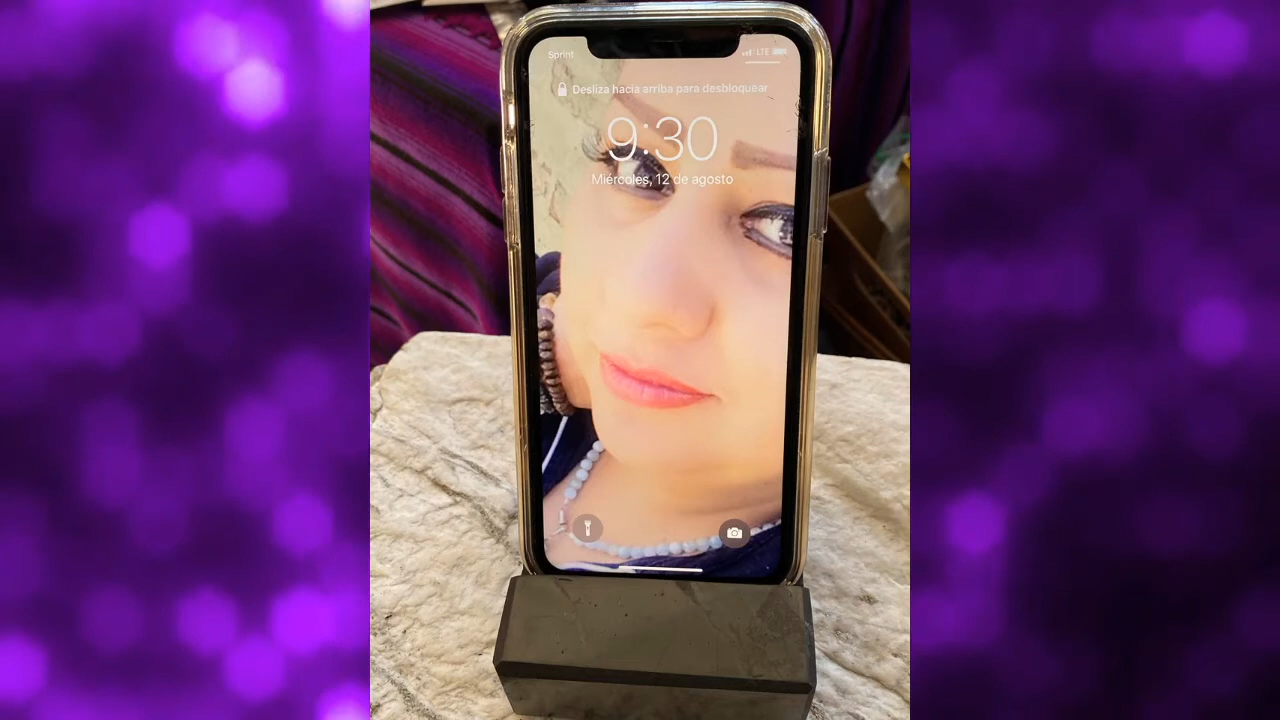 Sprint
LTE
Desliza hacia arriba para desbloquear
9:30
Miércoles, 12 de agosto